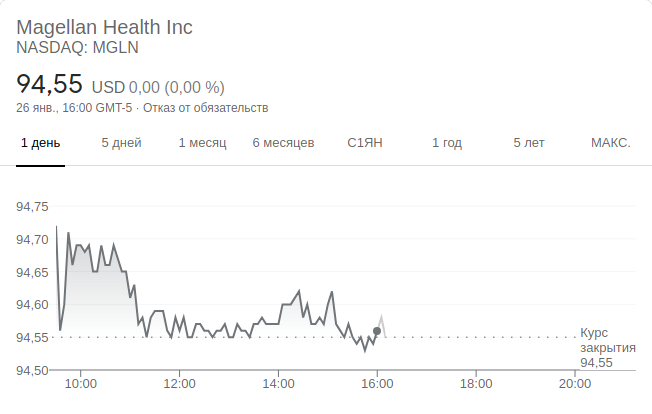 Magellan Health Inc
NASDAQ: MGLN
94,55 USD 0,00 (0,00 %)
26 янв., 16:00 GMT-5 · Отказ от обязательств
1 день 5 дней 1 месяц 6 месяцев С1ЯН 1 год 5 лет МАКС.
94,75
94,70
94,65
94,60
94,55
94,50
Курс
закрытия
94,55
10:00 12:00 14:00 16:00 18:00 20:00